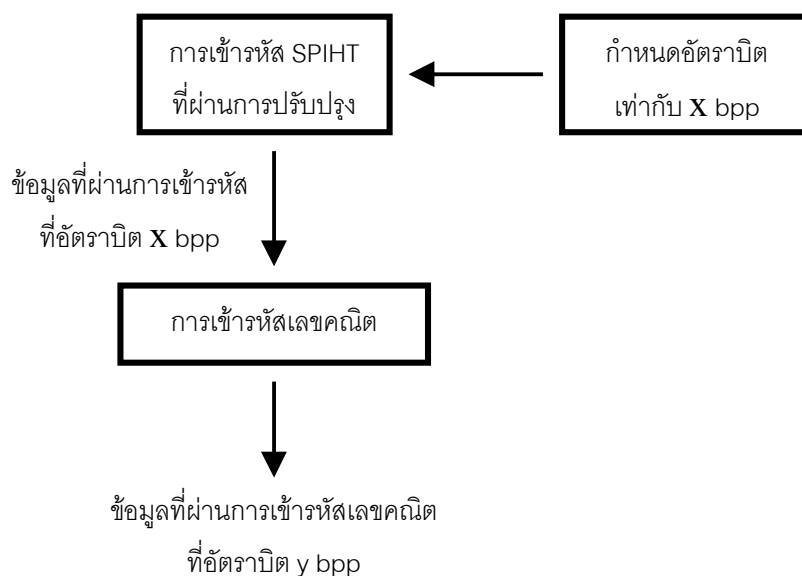 การเข้ารหัส SPIHT
ที่ผ่านการปรับปรุง
กำหนดอัตราบิต
เท่ากับ X bpp
ข้อมูลที่ผ่านการเข้ารหัส
ที่อัตราบิต X bpp
การเข้ารหัสเลขคณิต
ข้อมูลที่ผ่านการเข้ารหัสเลขคณิต
ที่อัตราบิต y bpp